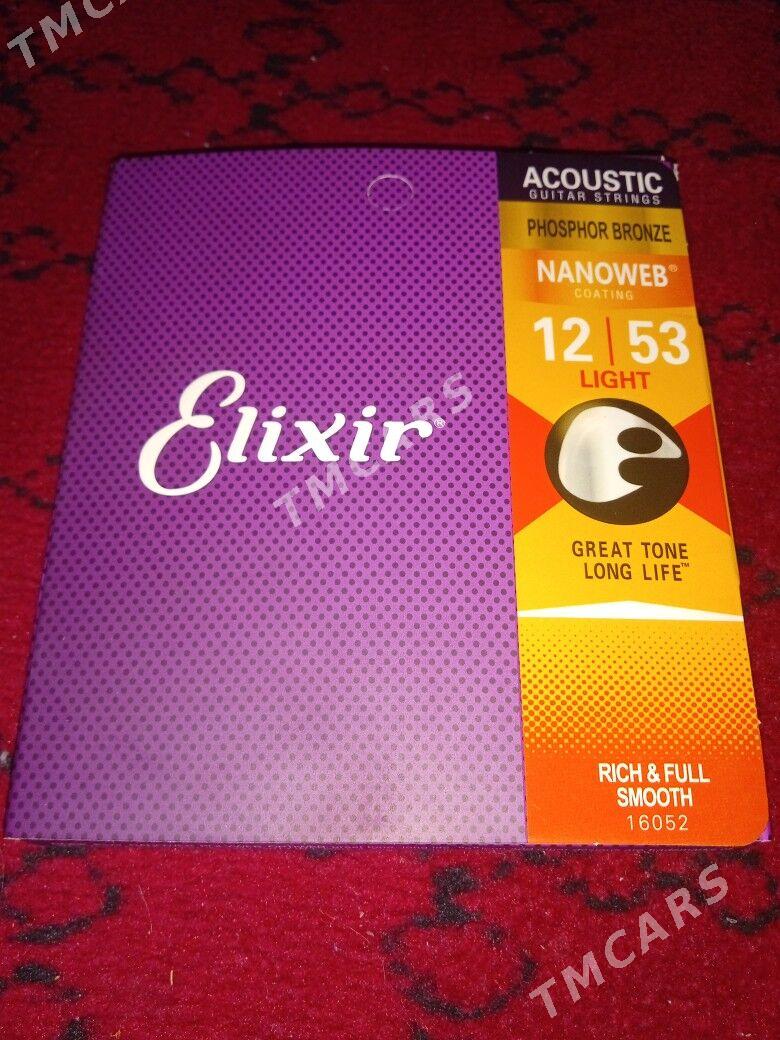 TMCARS
ACOUSTIC
GUITAR STRINGS
PHOSPHOR BRONZE
NANOWEB®
COATING
12 | 53
LIGHT
Elixir®
TMCARS
GREAT TONE
LONG LIFE™
RICH & FULL
SMOOTH
16052
TMCARS